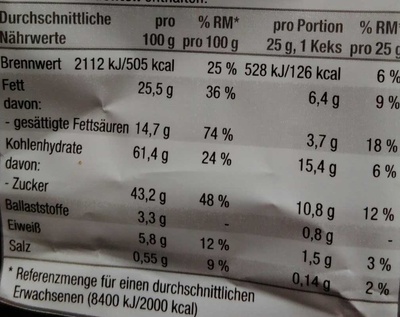 Durchschnittliche pro % RM* pro Portion % RM*
Nährwerte 100 g pro 100 g 25 g, 1 Keks pro 25 g
Brennwert 2112 kJ/505 kcal 25 % 528 kJ/126 kcal 6 %
Fett 25,5 g 36 % 6,4 g 9 %
davon:
- gesättigte Fettsäuren 14,7 g 74 % 3,7 g 18 %
Kohlenhydrate 61,4 g 24 % 15,4 g 6 %
davon:
- Zucker 43,2 g 48 % 10,8 g 12 %
Ballaststoffe 3,3 g - 0,8 g -
Eiweiß 5,8 g 12 % 1,5 g 3 %
Salz 0,55 g 9 % 0,14 g 2 %
* Referenzmenge für einen durchschnittlichen
Erwachsenen (8400 kJ/2000 kcal)